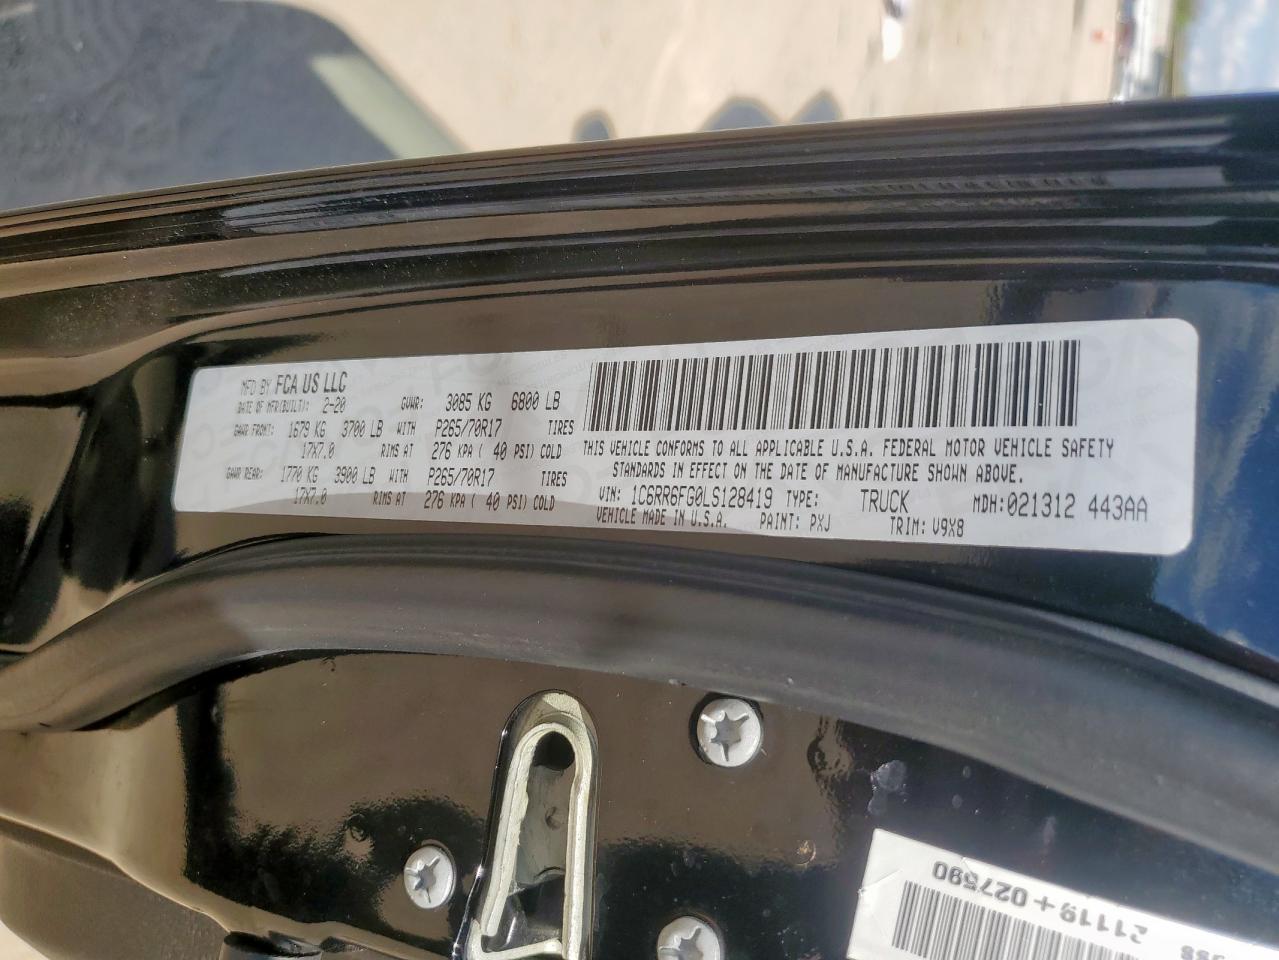 MFD BY FCA US LLC
DATE OF MFR(BUILT): 2-20 GVWR: 3085 KG 6800 LB
GAWR FRONT: 1679 KG 3700 LB WITH P265/70R17 TIRES
17X7.0 RIMS AT 276 KPA ( 40 PSI) COLD
GAWR REAR: 1770 KG 3900 LB WITH P265/70R17 TIRES
17X7.0 RIMS AT 276 KPA ( 40 PSI) COLD
THIS VEHICLE CONFORMS TO ALL APPLICABLE U.S.A. FEDERAL MOTOR VEHICLE SAFETY
STANDARDS IN EFFECT ON THE DATE OF MANUFACTURE SHOWN ABOVE.
VIN: 1C6RR6FG0LS128419 TYPE: TRUCK MDH:021312 443AA
VEHICLE MADE IN U.S.A. PAINT: PXJ TRIM: V9X8
21119+027590